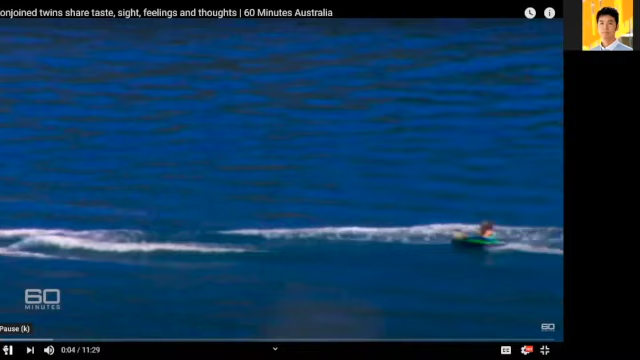 onjoined twins share taste, sight, feelings and thoughts | 60 Minutes Australia
60
MINUTES
60
Pause (k)
0:04 / 11:29
CC